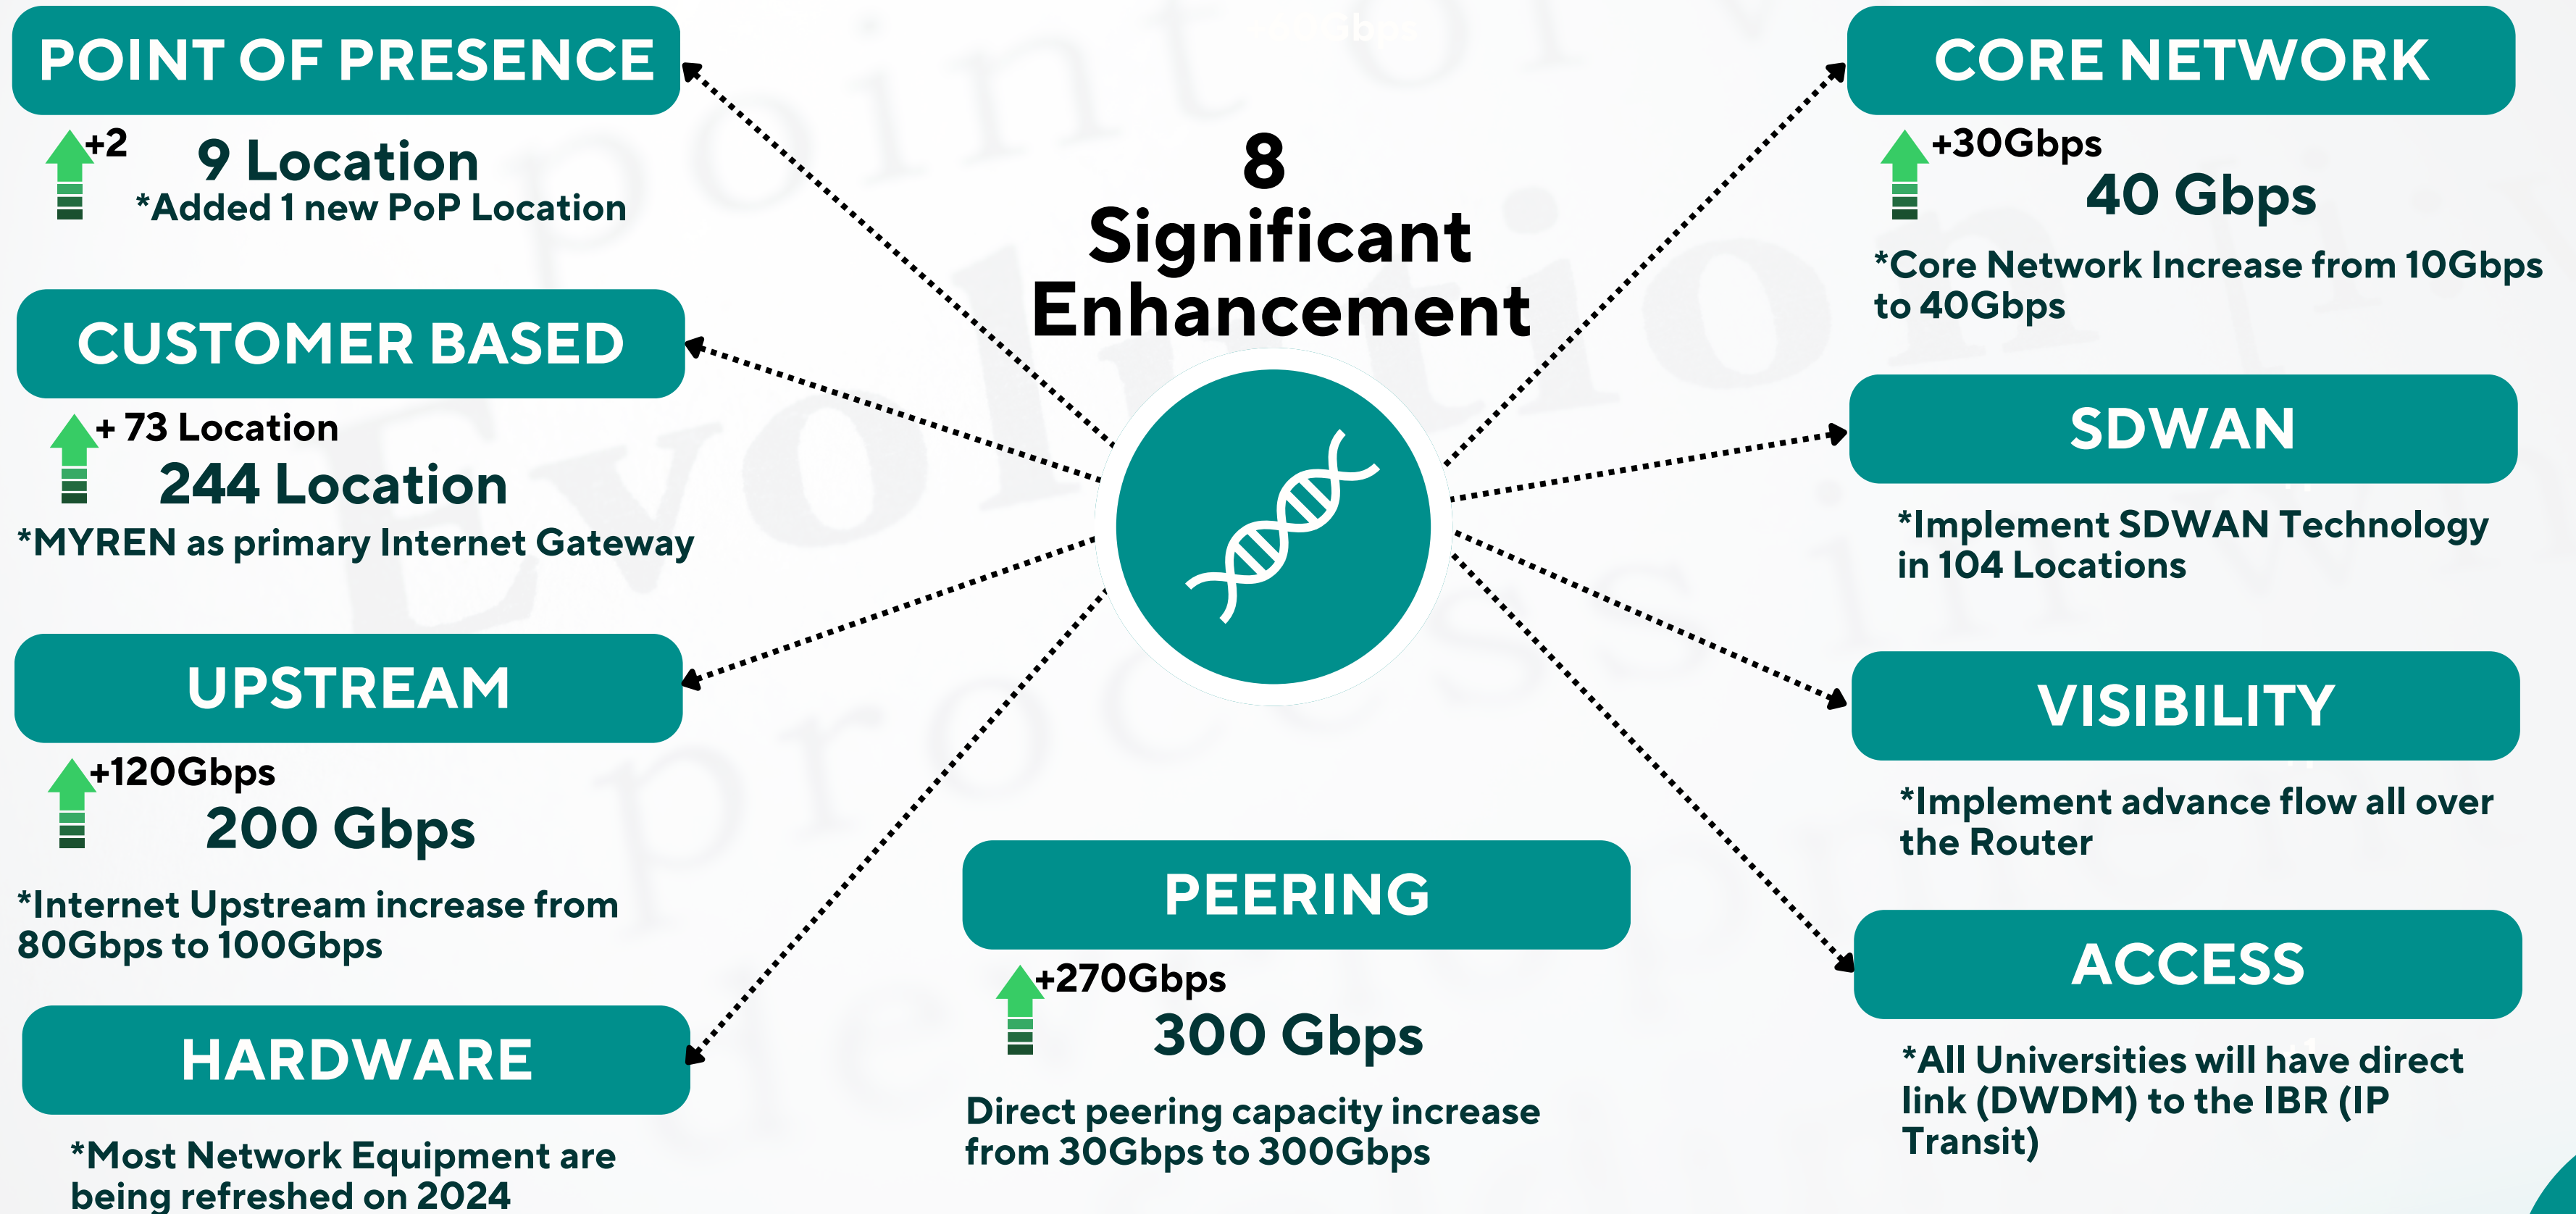 POINT OF PRESENCE
+2
9 Location
*Added 1 new PoP Location
CUSTOMER BASED
+ 73 Location
244 Location
*MYREN as primary Internet Gateway
UPSTREAM
+120Gbps
200 Gbps
*Internet Upstream increase from
80Gbps to 100Gbps
HARDWARE
*Most Network Equipment are
being refreshed on 2024
8
Significant
Enhancement
PEERING
+270Gbps
300 Gbps
Direct peering capacity increase
from 30Gbps to 300Gbps
CORE NETWORK
+30Gbps
40 Gbps
*Core Network Increase from 10Gbps
to 40Gbps
SDWAN
*Implement SDWAN Technology
in 104 Locations
VISIBILITY
*Implement advance flow all over
the Router
ACCESS
*All Universities will have direct
link (DWDM) to the IBR (IP
Transit)
point of
Evolution
process in